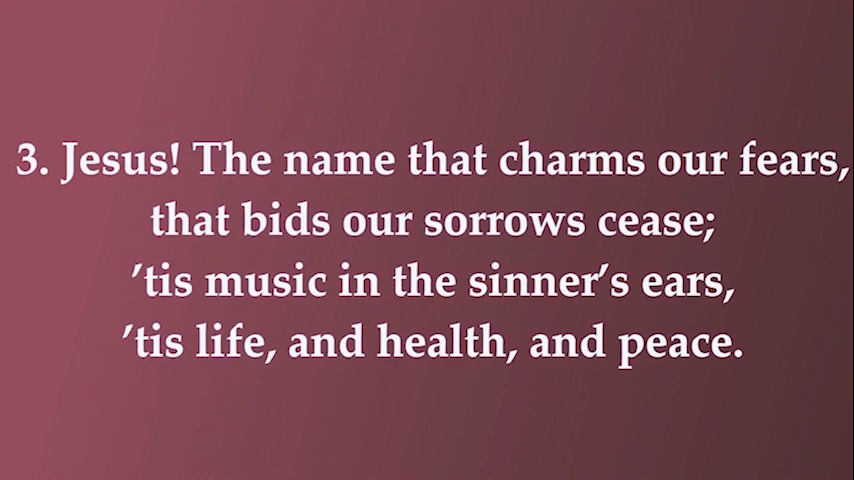 3. Jesus! The name that charms our fears,
that bids our sorrows cease;
’tis music in the sinner’s ears,
’tis life, and health, and peace.